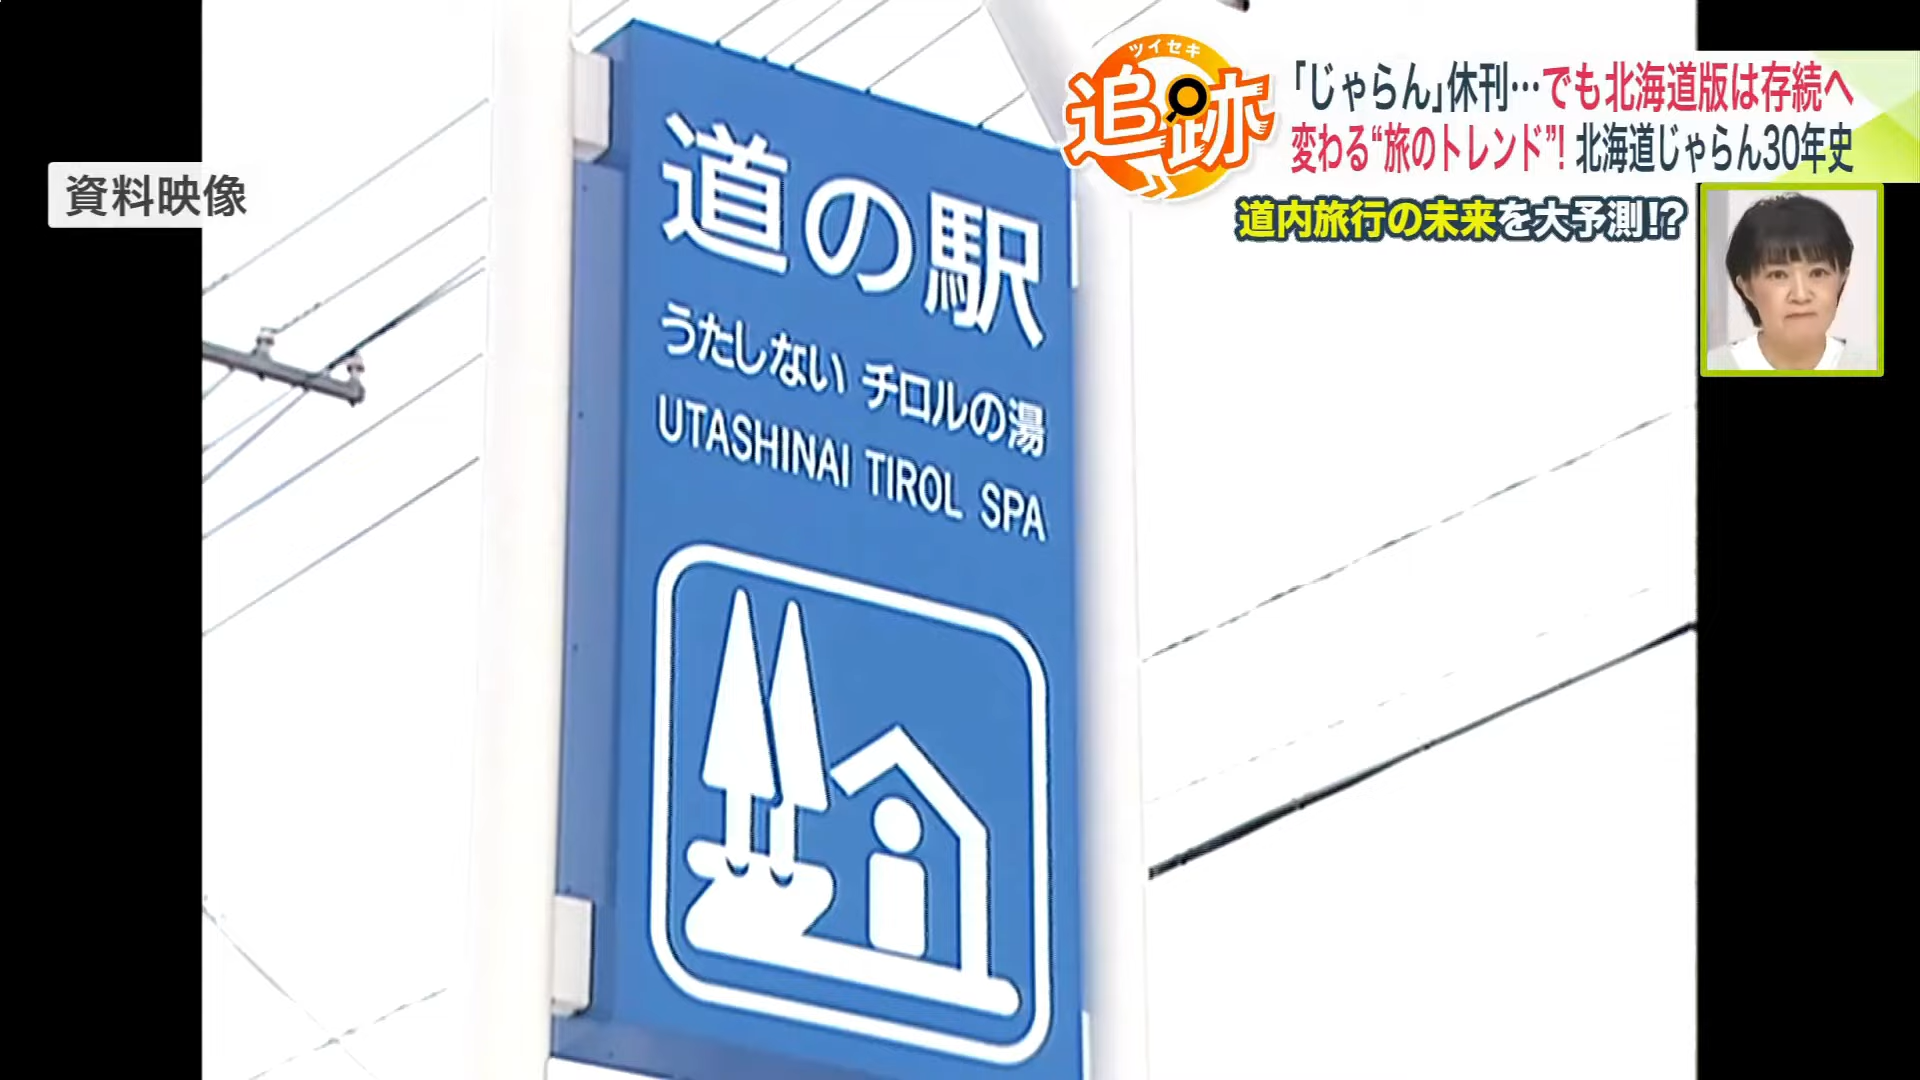 ツイセキ
追跡
「じゃらん」休刊…でも北海道版は存続へ
変わる“旅のトレンド”！北海道じゃらん30年史
道内旅行の未来を大予測!?
資料映像
道の駅
うたしない チロルの湯
UTASHINAI TIROL SPA